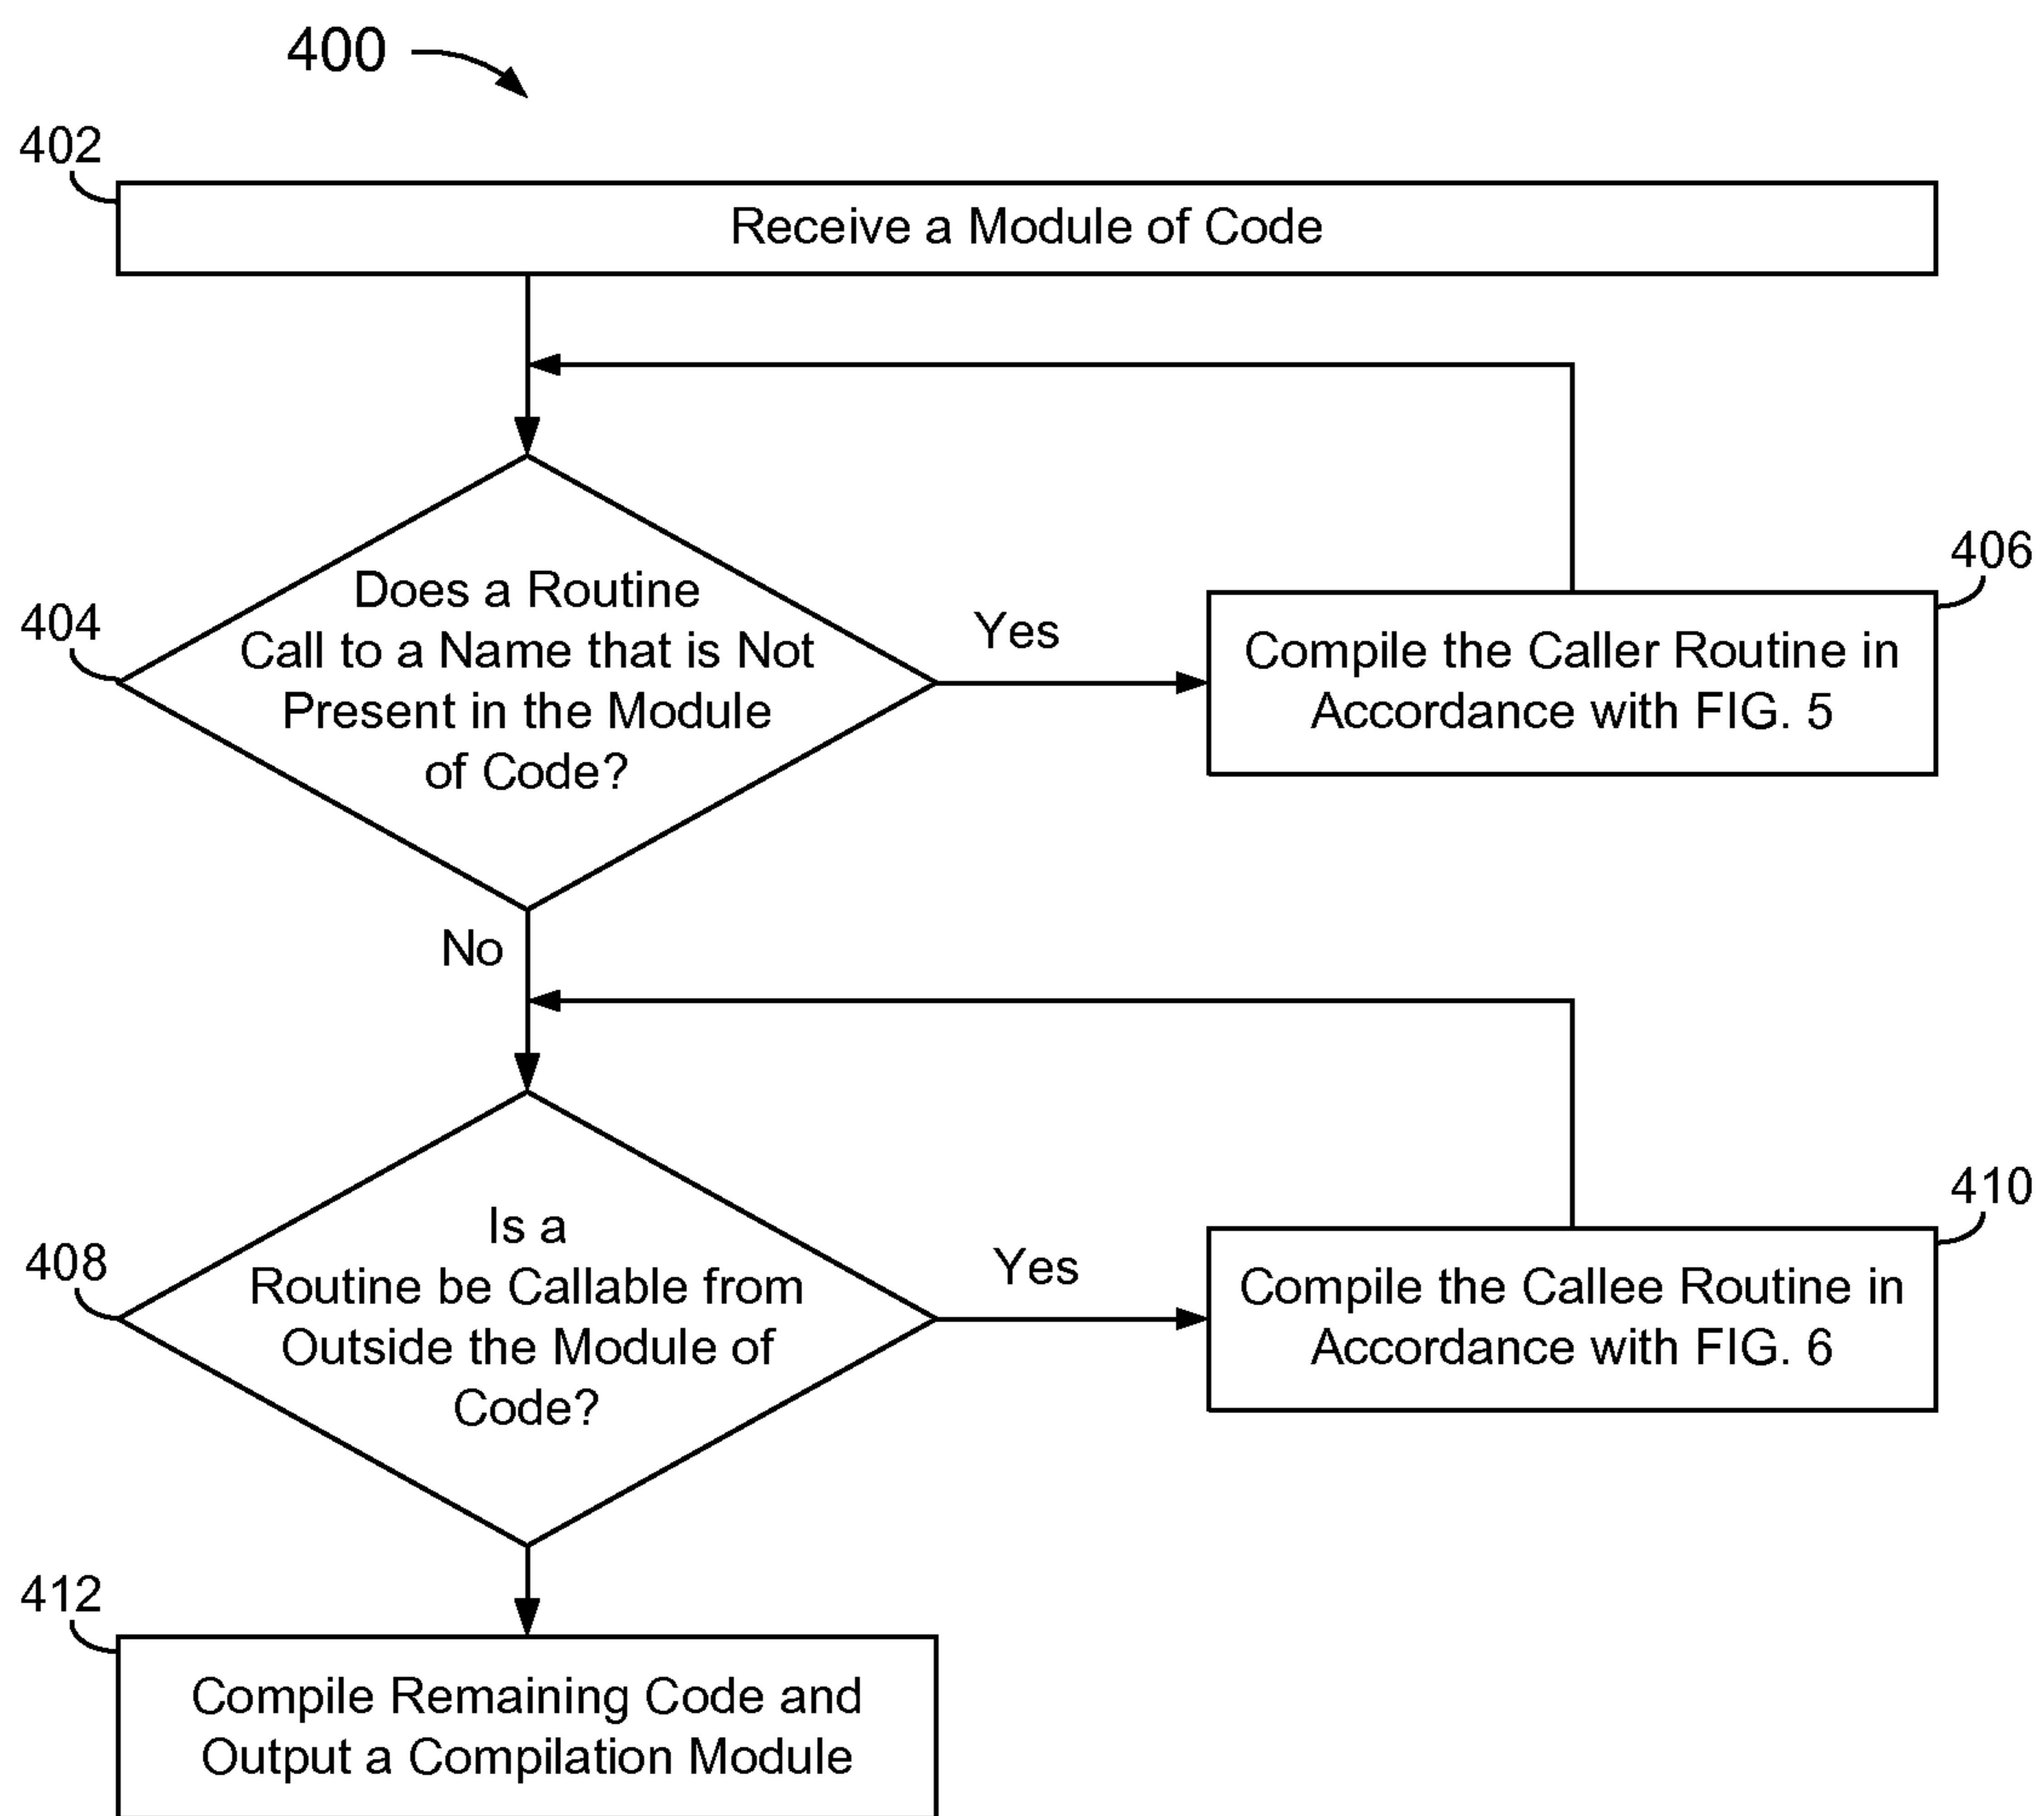 400
402
Receive a Module of Code
404
Does a Routine
Call to a Name that is Not
Present in the Module
of Code?
Yes
406
Compile the Caller Routine in
Accordance with FIG. 5
No
408
Is a
Routine be Callable from
Outside the Module of
Code?
Yes
410
Compile the Callee Routine in
Accordance with FIG. 6
412
Compile Remaining Code and
Output a Compilation Module